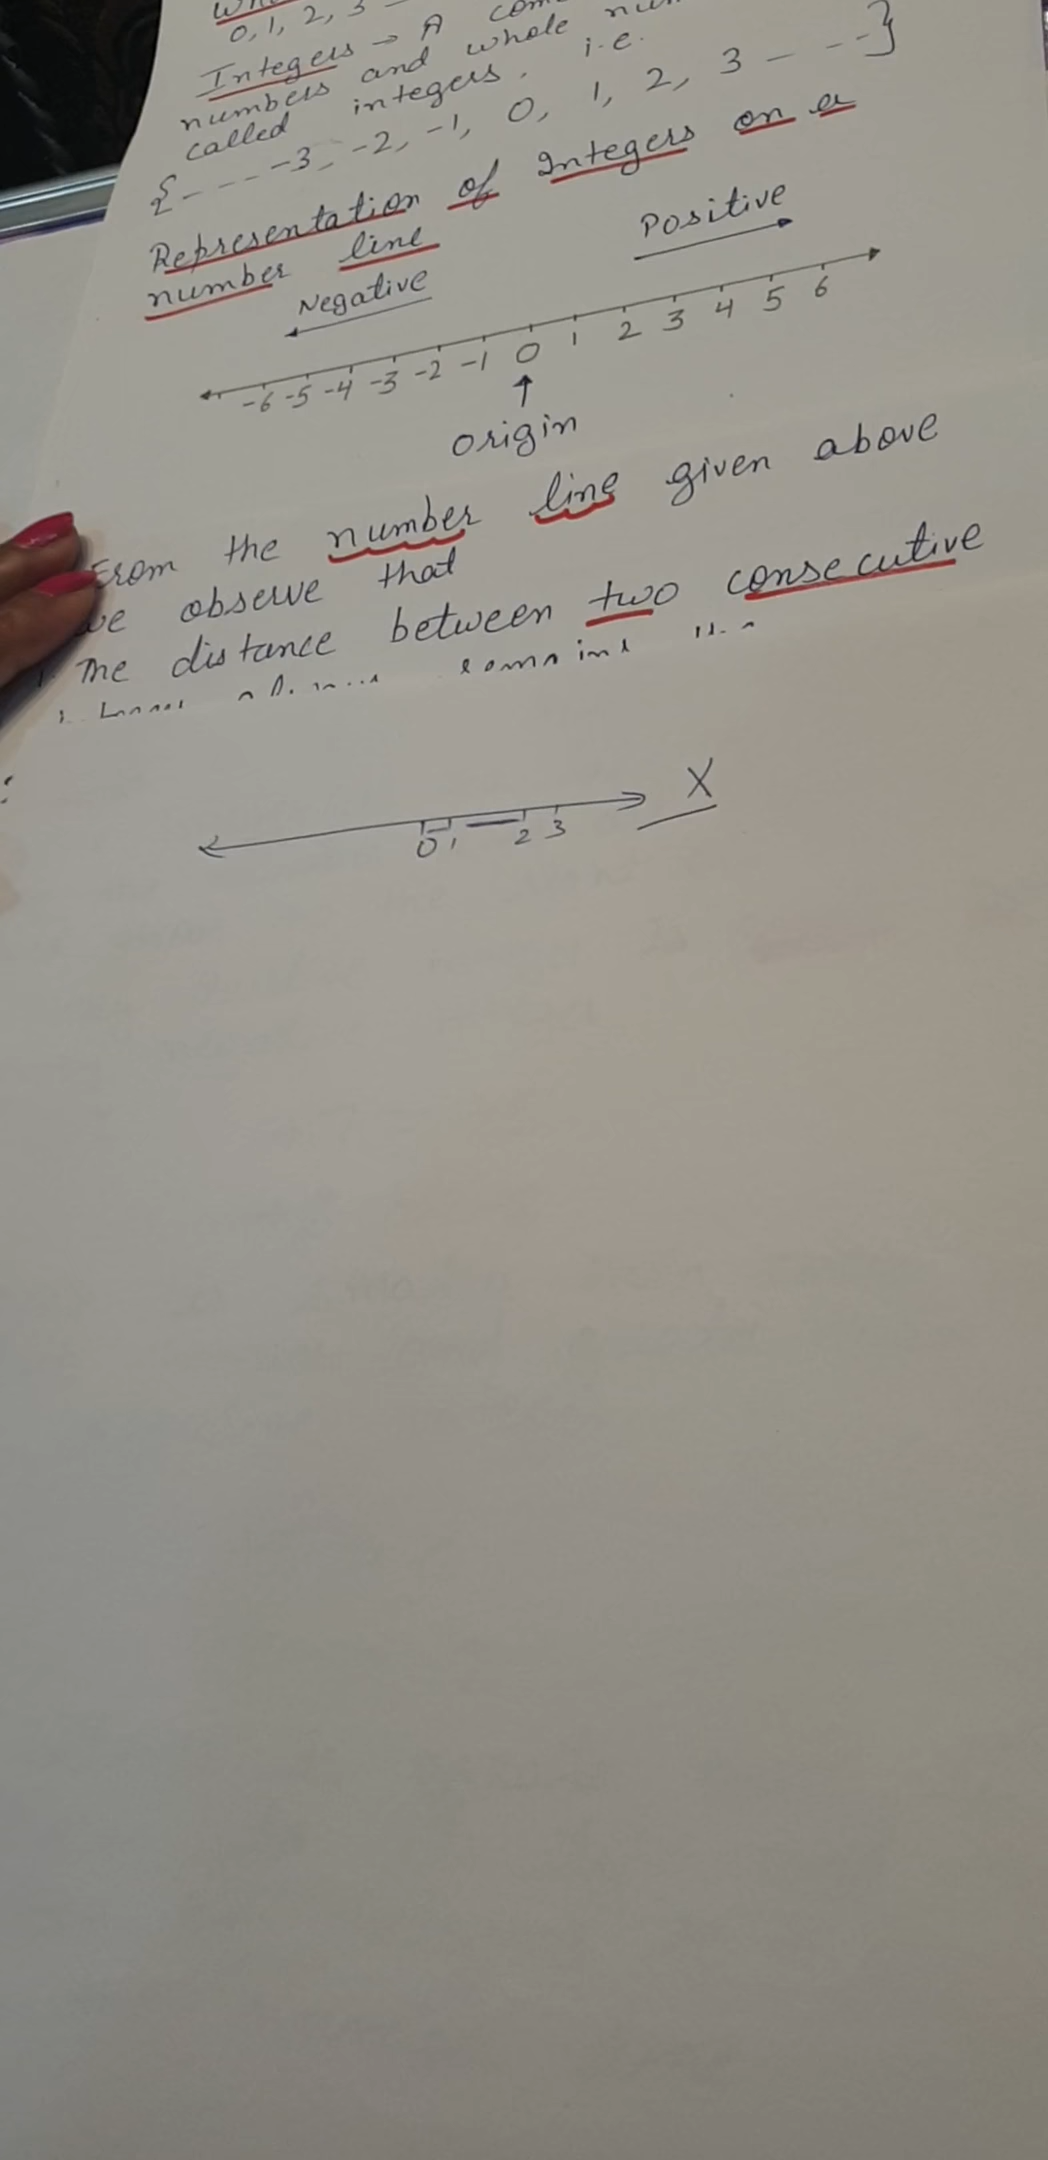 0, 1, 2, 3
Integers → A
numbers and whole
called integers. i.e.
{---- -3, -2, -1, 0, 1, 2, 3 - - - -}
Representation of Integers on a
number line
Negative Positive
-6 -5 -4 -3 -2 -1 0 1 2 3 4 5 6
↑
origin
From the number line given above
we observe that
1. The distance between two consecutive
0 1 2 3 X